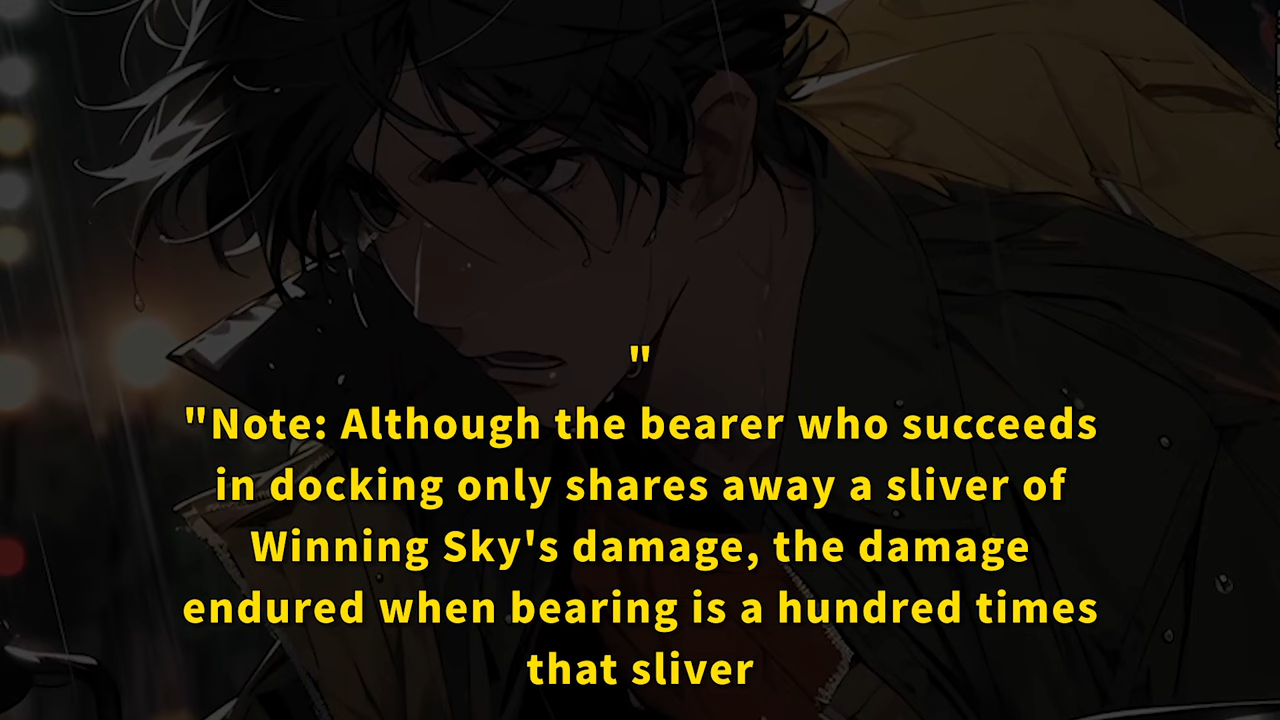 "
"Note: Although the bearer who succeeds
in docking only shares away a sliver of
Winning Sky's damage, the damage
endured when bearing is a hundred times
that sliver